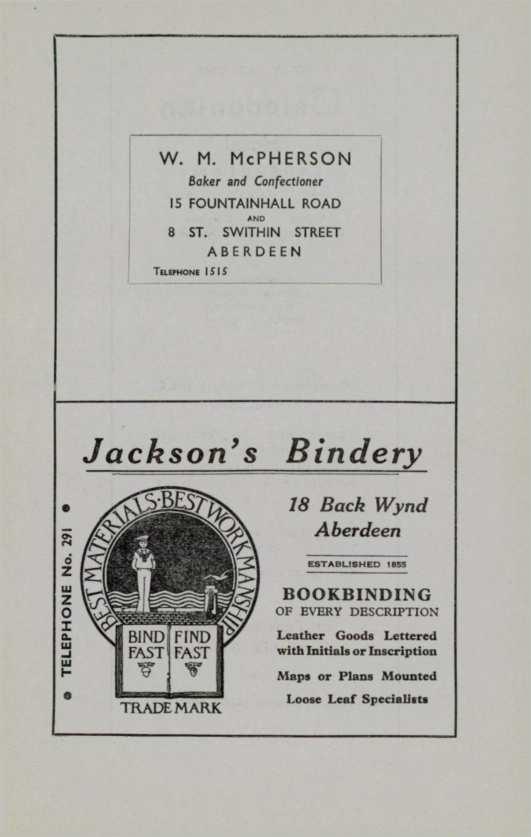 W. M. McPHERSON
Baker and Confectioner
15 FOUNTAINHALL ROAD
AND
8 ST. SWITHIN STREET
ABERDEEN
TELEPHONE 1515
Jackson's Bindery
TELEPHONE No. 291
BEST MATERIALS·BEST WORKMANSHIP
BIND FAST
FIND FAST
TRADE MARK
18 Back Wynd
Aberdeen
ESTABLISHED 1855
BOOKBINDING
OF EVERY DESCRIPTION
Leather Goods Lettered
with Initials or Inscription
Maps or Plans Mounted
Loose Leaf Specialists